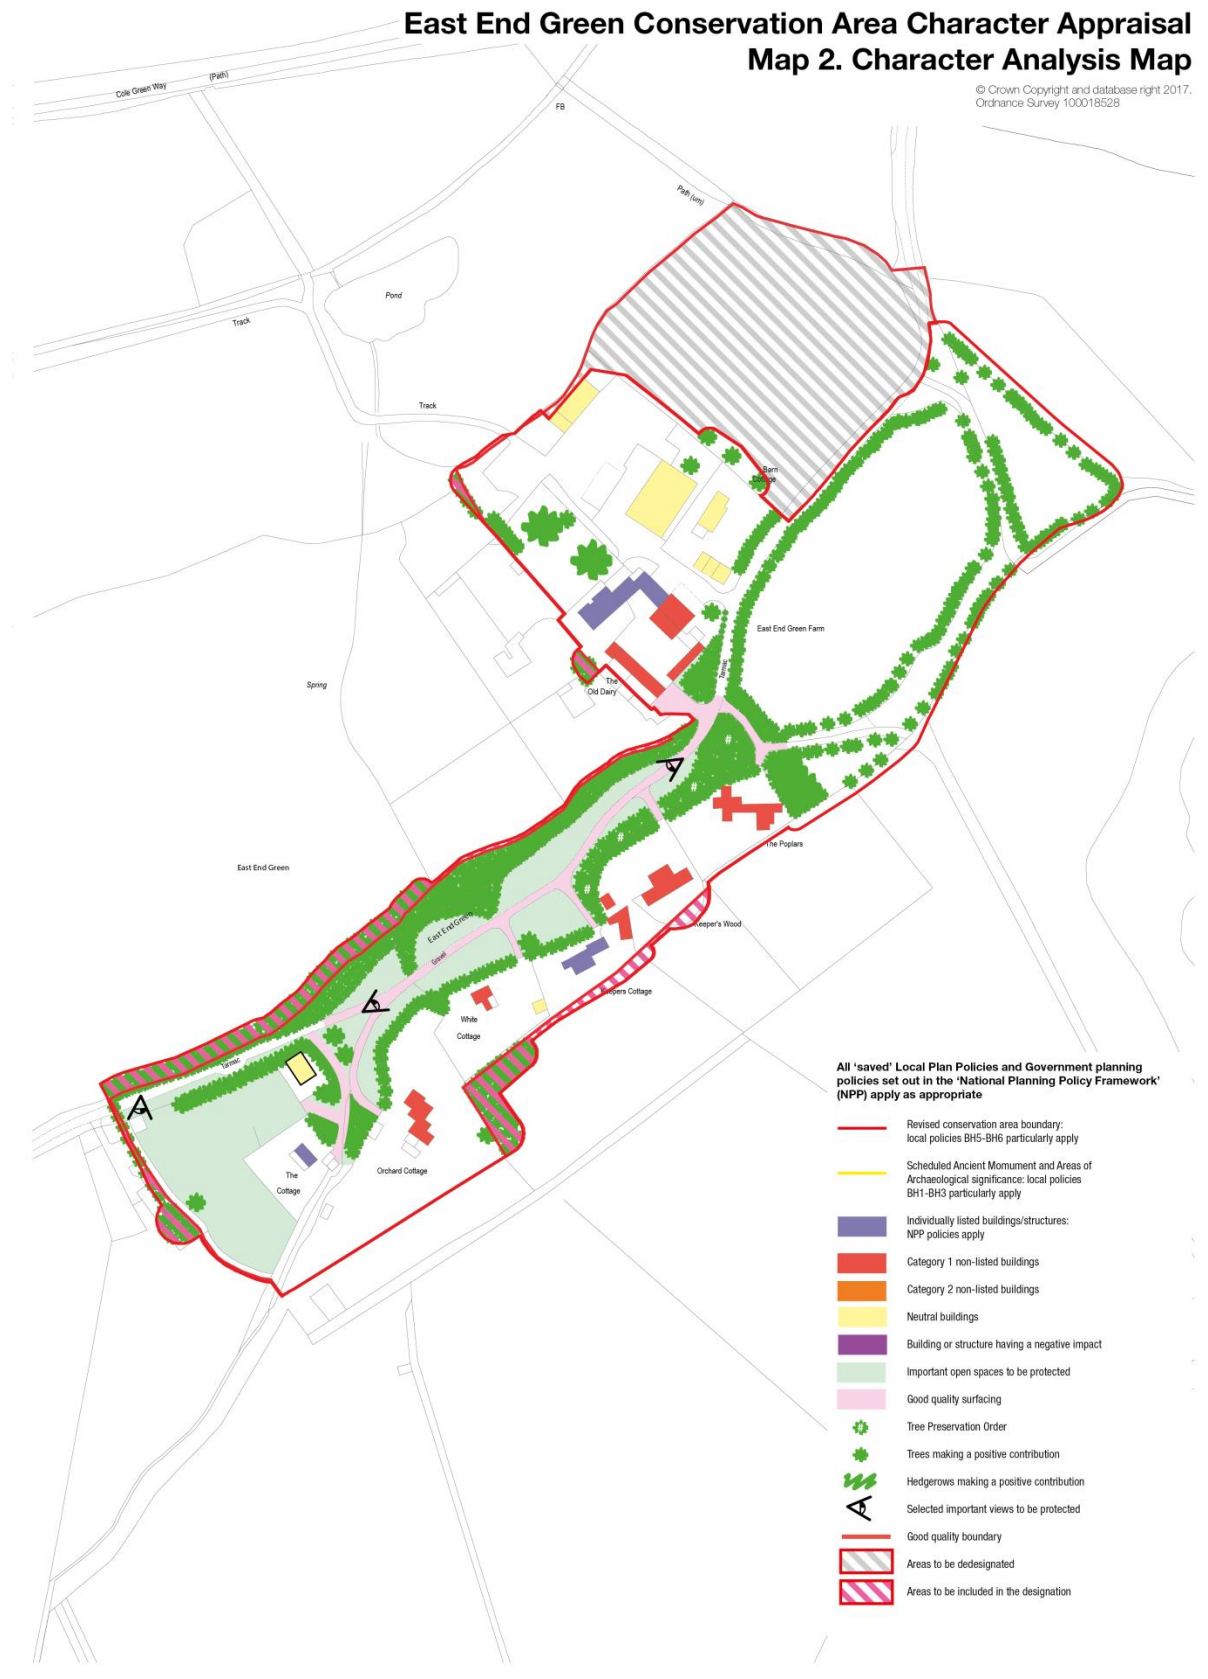 East End Green Conservation Area Character Appraisal
Map 2. Character Analysis Map
© Crown Copyright and database right 2017.
Ordnance Survey 100018528
Cole Green Way
(Path)
FB
Path (um)
Pond
Track
Track
Barn
Cottage
East End Green Farm
Tarmac
The
Old Dairy
Spring
#
#
#
#
The Poplars
East End Green
East End Green
Gravel
Keeper's Wood
Keepers Cottage
White
Cottage
Tarmac
Orchard Cottage
The
Cottage
All ‘saved’ Local Plan Policies and Government planning
policies set out in the ‘National Planning Policy Framework’
(NPP) apply as appropriate
Revised conservation area boundary:
local policies BH5-BH6 particularly apply
Scheduled Ancient Momument and Areas of
Archaeological significance: local policies
BH1-BH3 particularly apply
Individually listed buildings/structures:
NPP policies apply
Category 1 non-listed buildings
Category 2 non-listed buildings
Neutral buildings
Building or structure having a negative impact
Important open spaces to be protected
Good quality surfacing
# Tree Preservation Order
Trees making a positive contribution
Hedgerows making a positive contribution
Selected important views to be protected
Good quality boundary
Areas to be dedesignated
Areas to be included in the designation